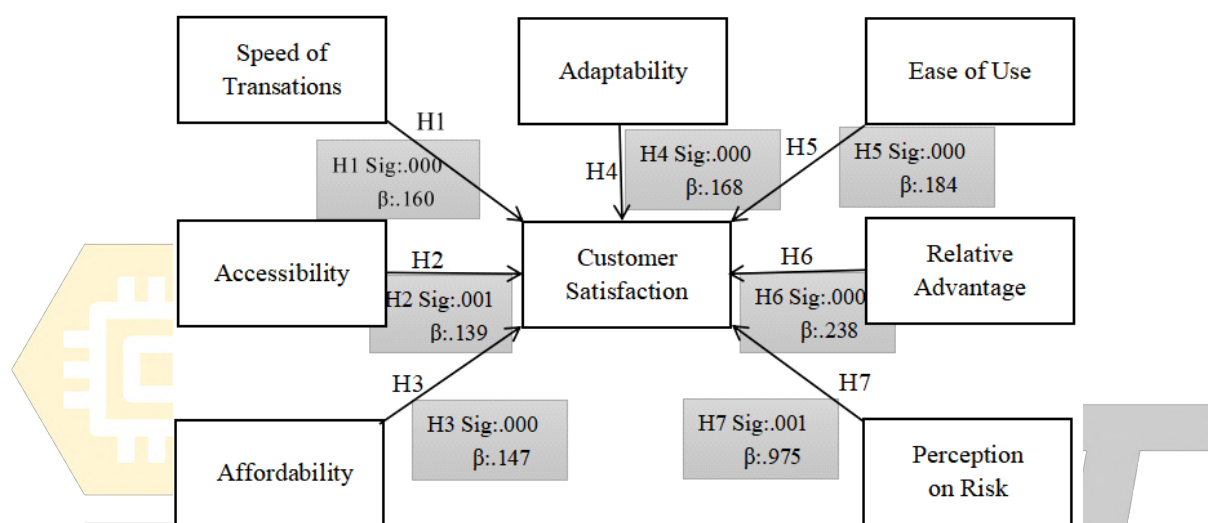 Speed of
Transations
Adaptability
Ease of Use
H1
H1 Sig:.000
β:.160
H4
H4 Sig:.000
β:.168
H5
H5 Sig:.000
β:.184
Accessibility
H2
H2 Sig:.001
β:.139
Customer
Satisfaction
H6
H6 Sig:.000
β:.238
Relative
Advantage
H3
H3 Sig:.000
β:.147
H7
H7 Sig:.001
β:.975
Affordability
Perception
on Risk